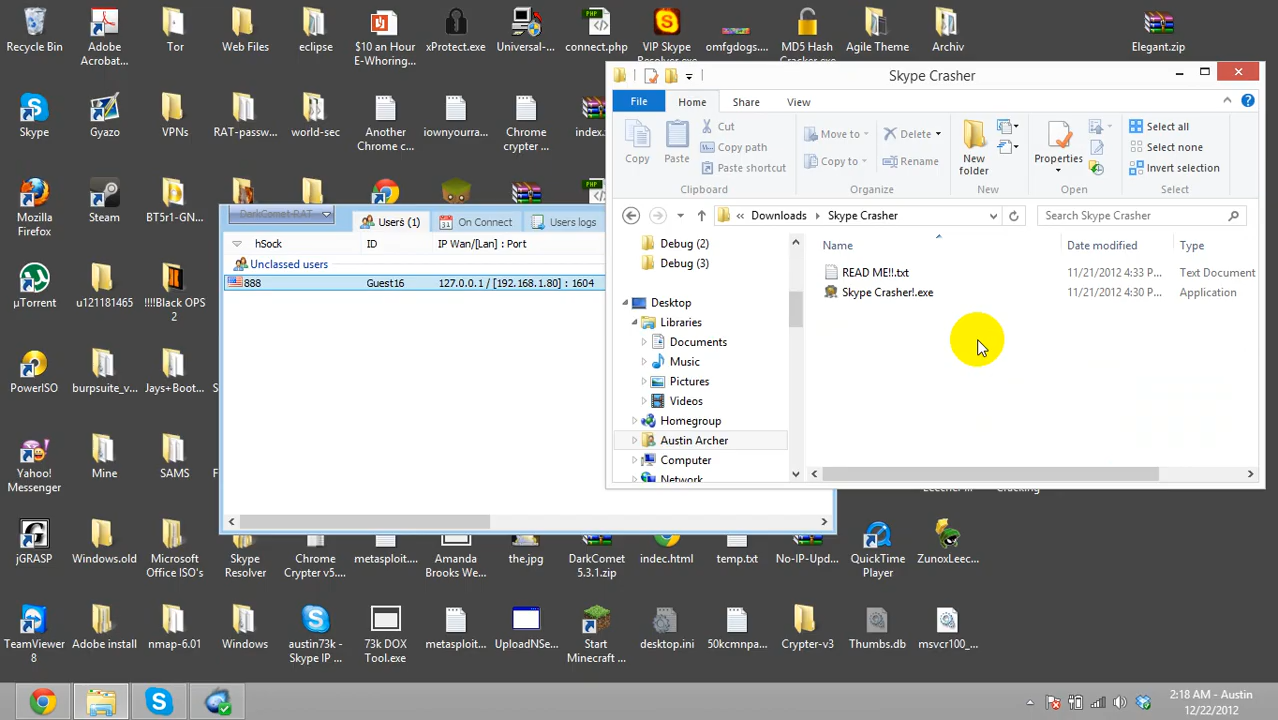 Recycle Bin
Adobe Acrobat...
Tor
Web Files
eclipse
$10 an Hour E-Whoring...
xProtect.exe
Universal-...
connect.php
VIP Skype Resolver.exe
omfgdogs....
MD5 Hash Cracker.exe
Agile Theme
Archiv
Elegant.zip
Skype
Gyazo
VPNs
RAT-passw...
world-sec
Another Chrome c...
iownyourra...
Chrome crypter ...
Mozilla Firefox
Steam
BT5r1-GN...
µTorrent
u121181465
!!!!Black OPS 2
PowerISO
burpsuite_v...
Jays+Boot...
Yahoo! Messenger
Mine
SAMS
jGRASP
Windows.old
Microsoft Office ISO's
Skype Resolver
Chrome Crypter v5....
metasploit...
Amanda Brooks We...
the.jpg
DarkComet 5.3.1.zip
index.html
temp.txt
No-IP-Upd...
QuickTime Player
ZunoxLeec...
TeamViewer 8
Adobe install
nmap-6.01
Windows
austin73k - Skype IP ...
73k DOX Tool.exe
metasploit...
UploadNSe...
Start Minecraft ...
desktop.ini
50kcmnpa...
Crypter-v3
Thumbs.db
msvcr100_...
DarkComet-RAT
Users (1)
On Connect
Users logs
hSock
ID
IP Wan/[Lan] : Port
Unclassed users
888
Guest16
127.0.0.1 / [192.168.1.80] : 1604
Skype Crasher
File
Home
Share
View
Copy
Paste
Cut
Copy path
Paste shortcut
Clipboard
Move to
Copy to
Delete
Rename
Organize
New folder
New
Properties
Open
Select all
Select none
Invert selection
Select
Downloads
Skype Crasher
Search Skype Crasher
Debug (2)
Debug (3)
Desktop
Libraries
Documents
Music
Pictures
Videos
Homegroup
Austin Archer
Computer
Network
Name
Date modified
Type
READ ME!!.txt
11/21/2012 4:33 P...
Text Document
Skype Crasher!.exe
11/21/2012 4:30 P...
Application
2:18 AM - Austin
12/22/2012